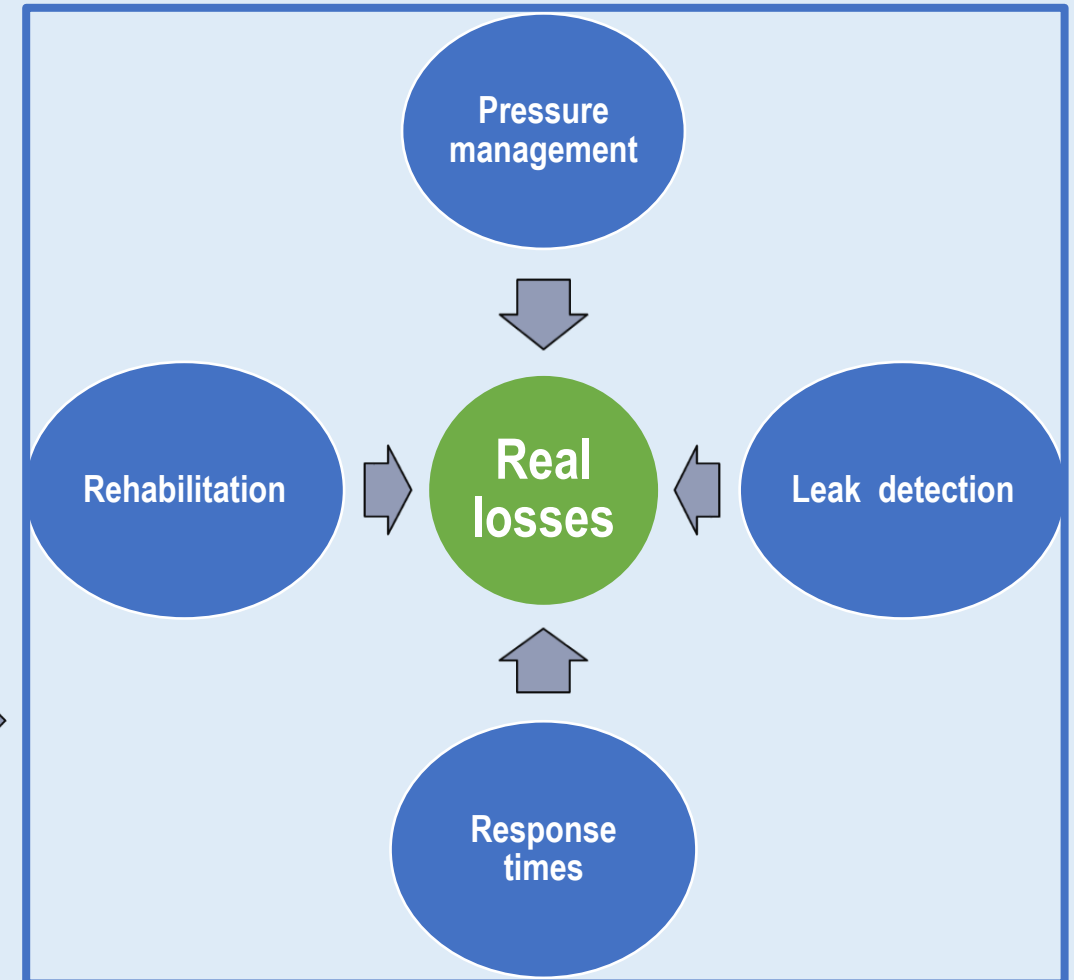 Pressure
management
Rehabilitation
Real
losses
Leak detection
Response
times